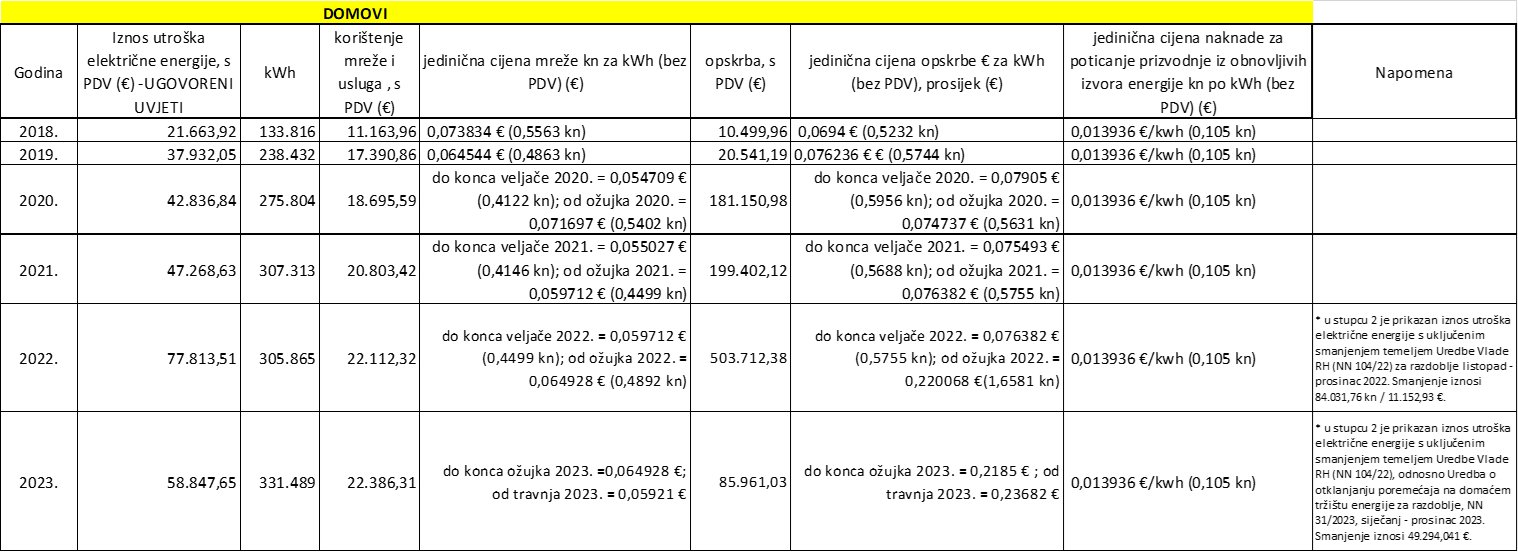 DOMOVI
Godina
Iznos utroška
električne energije, s
PDV (€) -UGOVORENI
UVJETI
kWh
korištenje
mreže i
usluga , s
PDV (€)
jedinična cijena mreže kn za kWh (bez
PDV) (€)
opskrba, s
PDV (€)
jedinična cijena opskrbe € za kWh
(bez PDV), prosijek (€)
jedinična cijena naknade za
poticanje prizvodnje iz obnovljivih
izvora energije kn po kWh (bez
PDV) (€)
Napomena
2018.
21.663,92
133.816
11.163,96
0,073834 € (0,5563 kn)
10.499,96
0,0694 € (0,5232 kn)
0,013936 €/kwh (0,105 kn)
2019.
37.932,05
238.432
17.390,86
0,064544 € (0,4863 kn)
20.541,19
0,076236 € € (0,5744 kn)
0,013936 €/kwh (0,105 kn)
2020.
42.836,84
275.804
18.695,59
do konca veljače 2020. = 0,054709 €
(0,4122 kn); od ožujka 2020. =
0,071697 € (0,5402 kn)
181.150,98
do konca veljače 2020. = 0,07905 €
(0,5956 kn); od ožujka 2020. =
0,074737 € (0,5631 kn)
0,013936 €/kwh (0,105 kn)
2021.
47.268,63
307.313
20.803,42
do konca veljače 2021. = 0,055027 €
(0,4146 kn); od ožujka 2021. =
0,059712 € (0,4499 kn)
199.402,12
do konca veljače 2021. = 0,075493 €
(0,5688 kn); od ožujka 2021. =
0,076382 € (0,5755 kn)
0,013936 €/kwh (0,105 kn)
2022.
77.813,51
305.865
22.112,32
do konca veljače 2022. = 0,059712 €
(0,4499 kn); od ožujka 2022. =
0,064928 € (0,4892 kn)
503.712,38
do konca veljače 2022. = 0,076382 €
(0,5755 kn); od ožujka 2022. =
0,220068 €(1,6581 kn)
0,013936 €/kwh (0,105 kn)
* u stupcu 2 je prikazan iznos utroška
električne energije s uključenim
smanjenjem temeljem Uredbe Vlade
RH (NN 104/22) za razdoblje listopad -
prosinac 2022. Smanjenje iznosi
84.031,76 kn / 11.152,93 €.
2023.
58.847,65
331.489
22.386,31
do konca ožujka 2023. =0,064928 €;
od travnja 2023. = 0,05921 €
85.961,03
do konca ožujka 2023. = 0,2185 € ; od
travnja 2023. = 0,23682 €
0,013936 €/kwh (0,105 kn)
* u stupcu 2 je prikazan iznos utroška
električne energije s uključenim
smanjenjem temeljem Uredbe Vlade
RH (NN 104/22), odnosno Uredba o
otklanjanju poremećaja na domaćem
tržištu energije za razdoblje, NN
31/2023, siječanj - prosinac 2023.
Smanjenje iznosi 49.294,041 €.